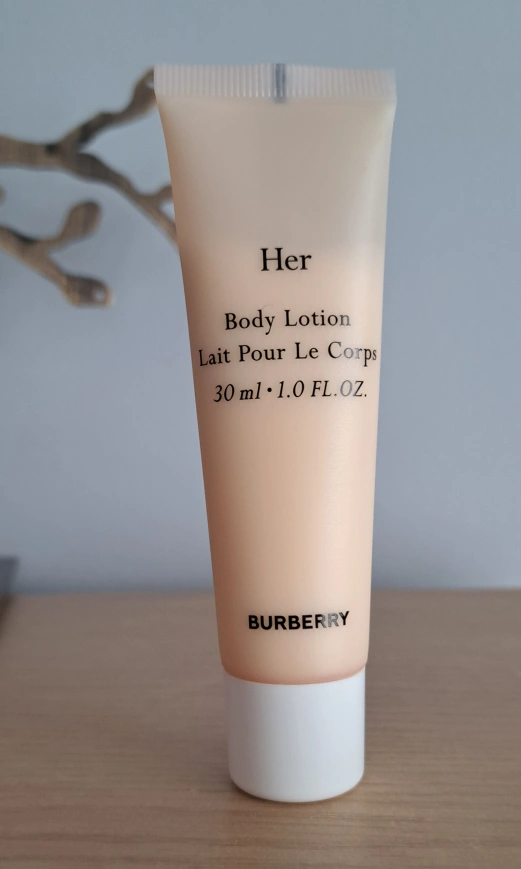 Her
Body Lotion
Lait Pour Le Corps
30 ml • 1.0 FL.OZ.
BURBERRY